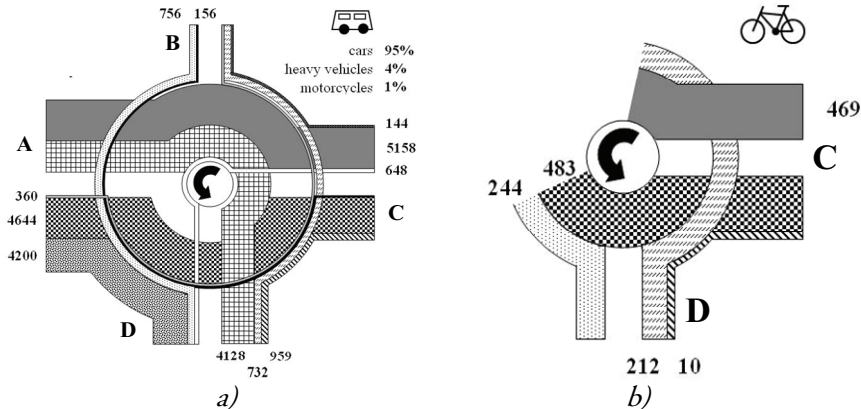 756 156
B
cars 95%
heavy vehicles 4%
motorcycles 1%
A
144
5158
648
360
4644
4200
C
D
4128 959
732
a)
469
C
483
244
D
212 10
b)